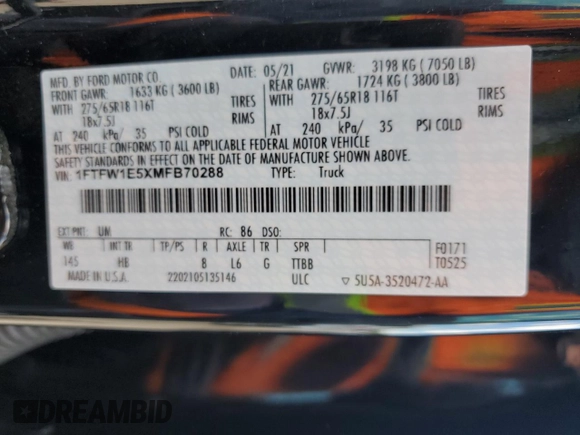 MFD. BY FORD MOTOR CO.
DATE: 05/21 GVWR: 3198 KG ( 7050 LB)
FRONT GAWR: 1633 KG ( 3600 LB) REAR GAWR: 1724 KG ( 3800 LB)
WITH 275/65R18 116T TIRES WITH 275/65R18 116T TIRES
18x7.5J RIMS 18x7.5J RIMS
AT 240 kPa/ 35 PSI COLD AT 240 kPa/ 35 PSI COLD
THIS VEHICLE CONFORMS TO ALL APPLICABLE FEDERAL MOTOR VEHICLE
SAFETY STANDARDS IN EFFECT ON THE DATE OF MANUFACTURE SHOWN ABOVE.
VIN: 1FTFW1E5XMFB70288 TYPE: Truck
EXT PNT: UM RC: 86 DSO:
WB INT TR TP/PS R AXLE TR SPR F0171
145 HB 8 L6 G TTBB T0525
MADE IN U.S.A. 2202105135146 ULC ▽ 5U5A-3520472-AA
DREAMBID